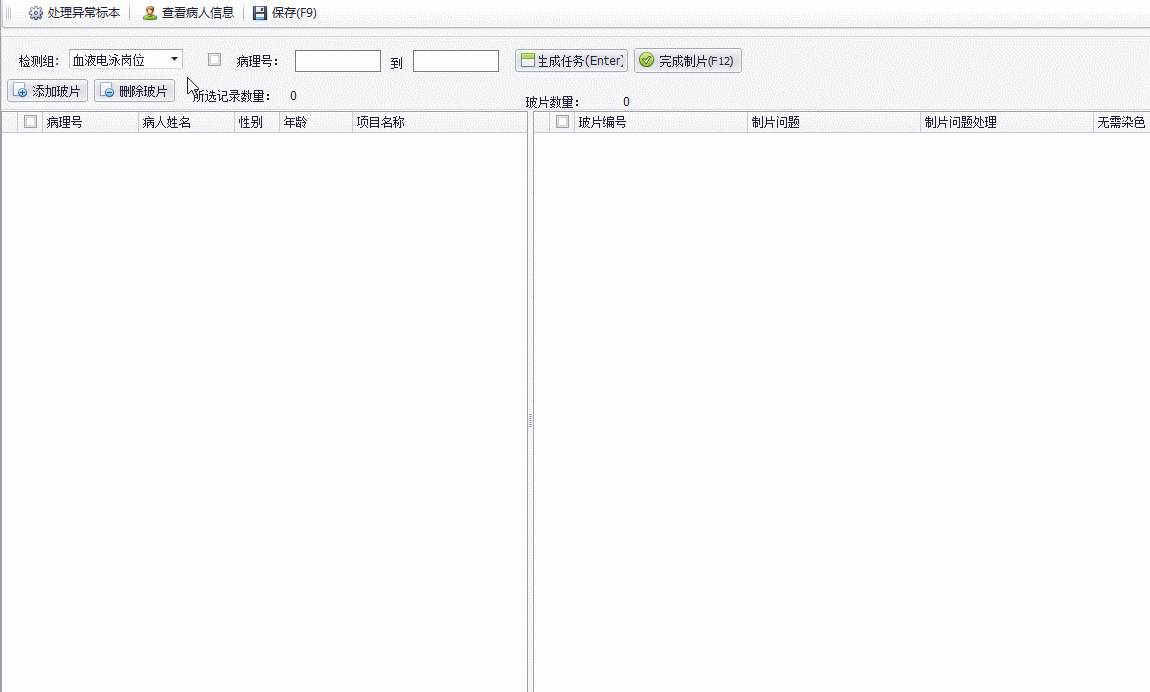 处理异常标本 查看病人信息 保存(F9)
检测组: 血液电泳岗位 病理号: 到 生成任务(Enter) 完成制片(F12)
添加玻片 删除玻片 所选记录数量: 0 玻片数量: 0
病理号 病人姓名 性别 年龄 项目名称 玻片编号 制片问题 制片问题处理 无需染色